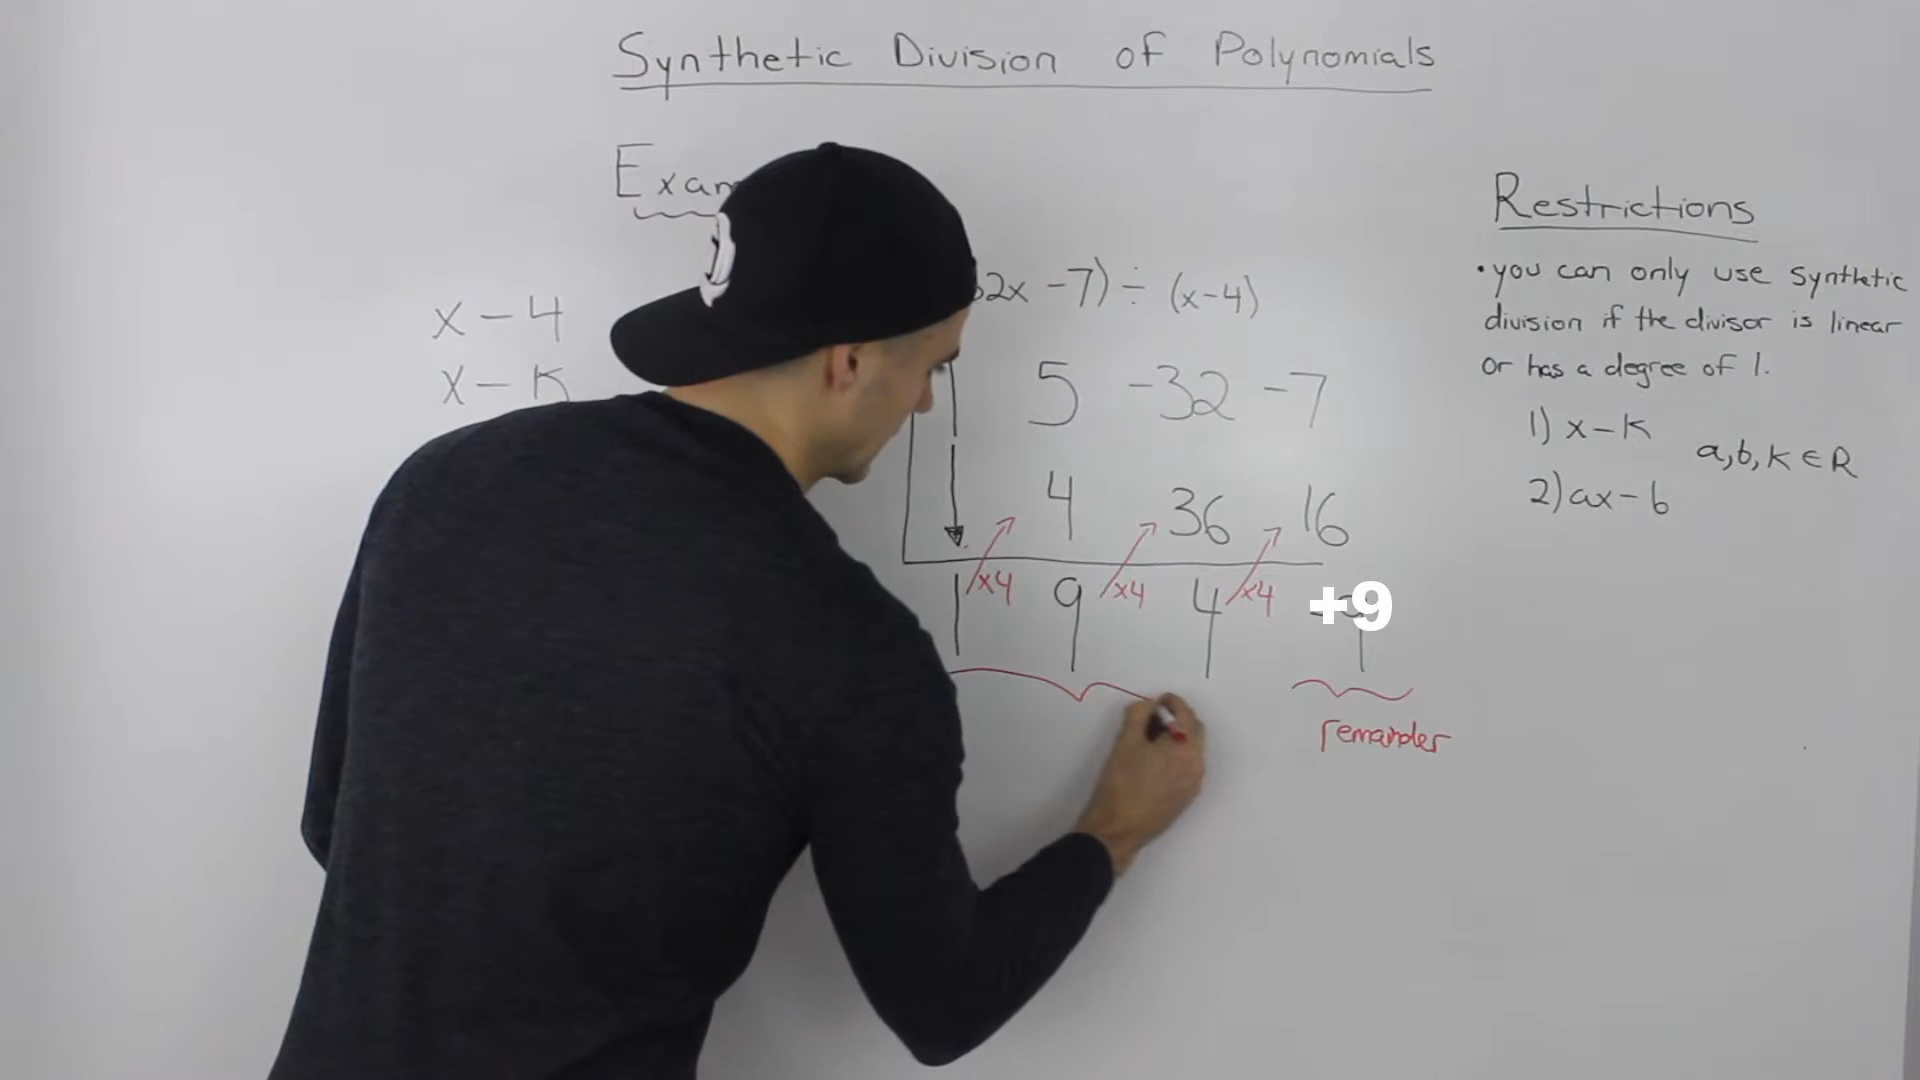 Synthetic Division of Polynomials
Exam
2x -7) ÷ (x-4)
x - 4
x - K
5 -32 -7
4 36 16
x4 x4 x4
1 9 4 +9
remainder
Restrictions
• you can only use synthetic
division if the divisor is linear
or has a degree of 1.
1) x - K
a, b, K ∈ R
2) ax - b